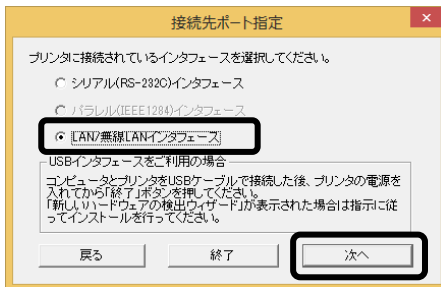 接続先ポート指定
プリンタに接続されているインタフェースを選択してください。
シリアル(RS-232C)インタフェース
パラレル(IEEE1284)インタフェース
LAN/無線LANインタフェース
USBインタフェースをご利用の場合
コンピュータとプリンタをUSBケーブルで接続した後、プリンタの電源を
入れてから「終了」ボタンを押してください。
「新しいハードウェアの検出ウィザード」が表示された場合は指示に従
ってインストールを行ってください。
戻る 終了 次へ